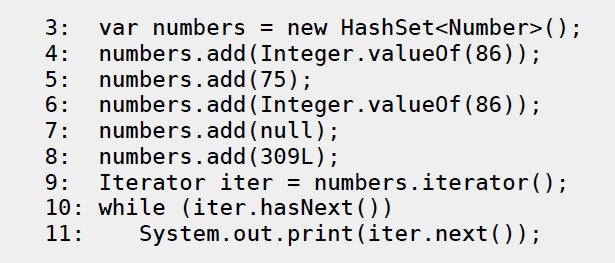 3:  var numbers = new HashSet<Number>();
4:  numbers.add(Integer.valueOf(86));
5:  numbers.add(75);
6:  numbers.add(Integer.valueOf(86));
7:  numbers.add(null);
8:  numbers.add(309L);
9:  Iterator iter = numbers.iterator();
10: while (iter.hasNext())
11:    System.out.print(iter.next());